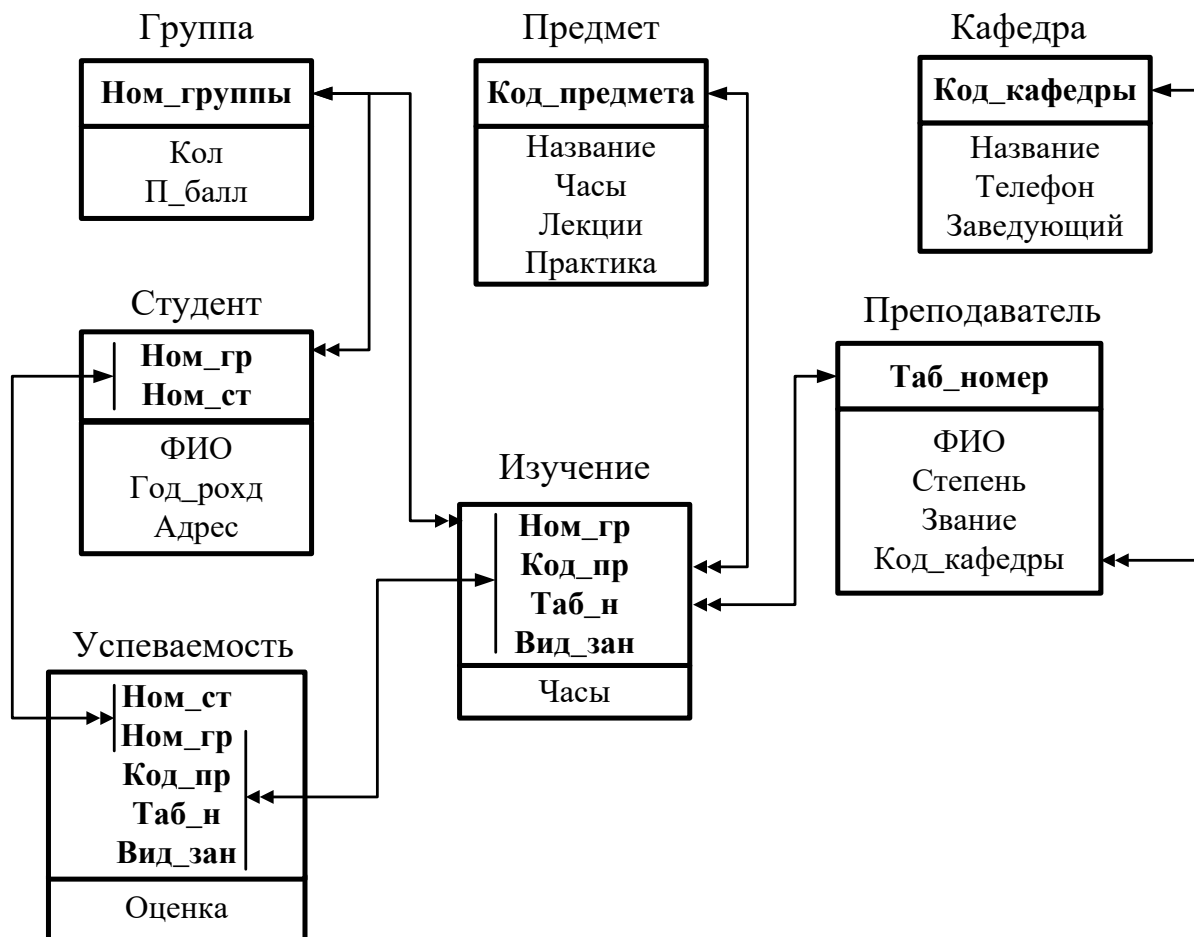 Группа
Ном_группы
Кол
П_балл
Предмет
Код_предмета
Название
Часы
Лекции
Практика
Кафедра
Код_кафедры
Название
Телефон
Заведующий
Студент
Ном_гр
Ном_ст
ФИО
Год_рохд
Адрес
Преподаватель
Таб_номер
ФИО
Степень
Звание
Код_кафедры
Изучение
Ном_гр
Код_пр
Таб_н
Вид_зан
Часы
Успеваемость
Ном_ст
Ном_гр
Код_пр
Таб_н
Вид_зан
Оценка